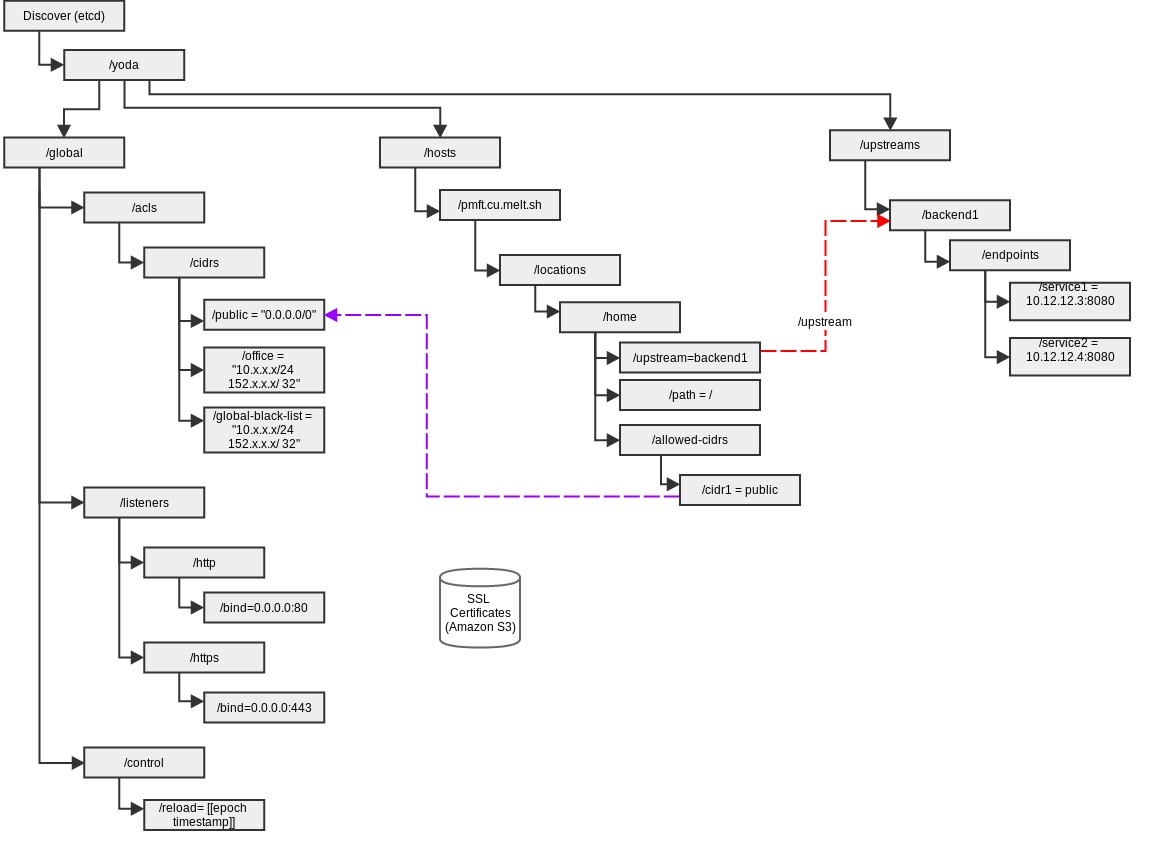 Discover (etcd)
/yoda
/global
/hosts
/upstreams
/acls
/cidrs
/public = "0.0.0.0/0"
/office =
"10.x.x.x/24
152.x.x.x/ 32"
/global-black-list =
"10.x.x.x/24
152.x.x.x/ 32"
/listeners
/http
/bind=0.0.0.0:80
/https
/bind=0.0.0.0:443
/control
/reload= [[epoch
timestamp]]
/pmft.cu.melt.sh
/locations
/home
/upstream=backend1
/path = /
/allowed-cidrs
/cidr1 = public
/upstream
/backend1
/endpoints
/service1 =
10.12.12.3:8080
/service2 =
10.12.12.4:8080
SSL
Certificates
(Amazon S3)